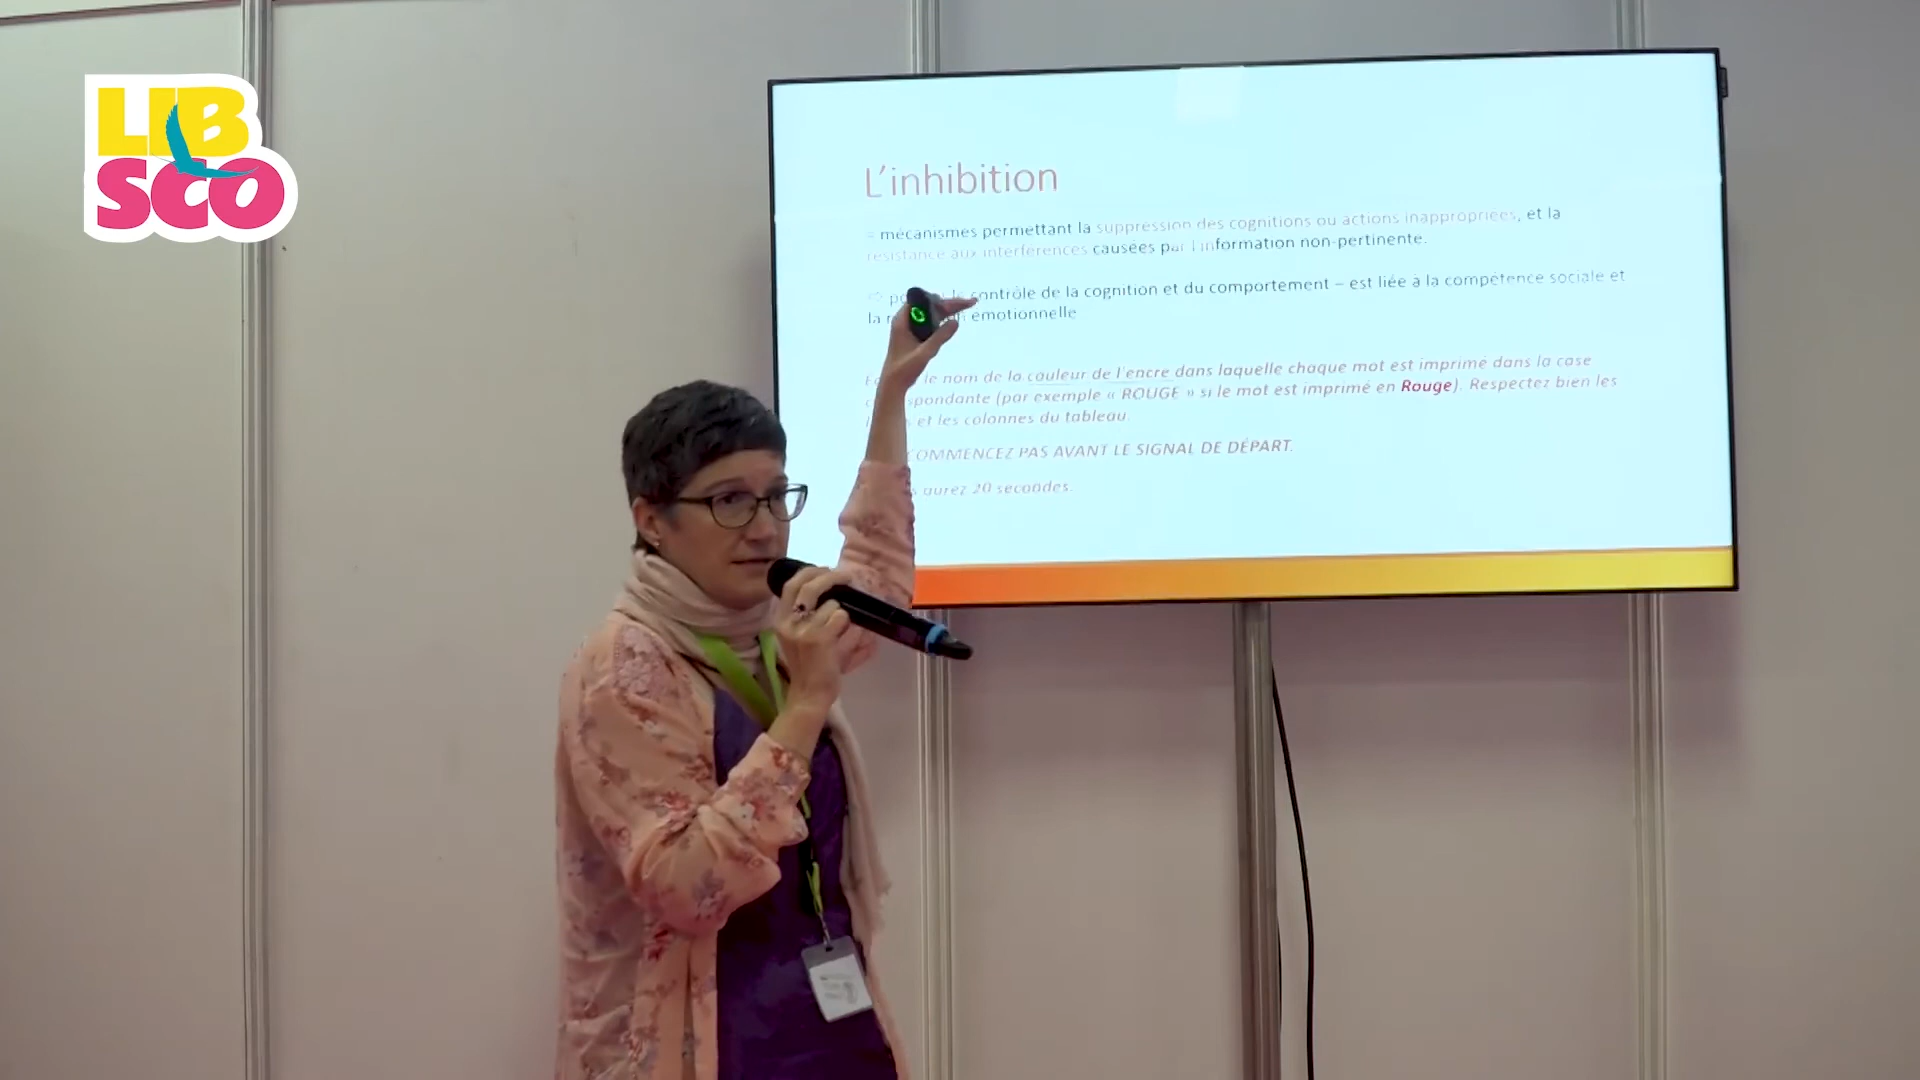 LIB
SCO
L'inhibition
= mécanismes permettant la suppression des cognitions ou actions inappropriées, et la
résistance aux interférences causées par l'information non-pertinente.
contrôle de la cognition et du comportement – est liée à la compétence sociale et
la émotionnelle
le nom de la couleur de l'encre dans laquelle chaque mot est imprimé dans la case
spondante (par exemple « ROUGE » si le mot est imprimé en Rouge). Respectez bien les
et les colonnes du tableau.
COMMENCEZ PAS AVANT LE SIGNAL DE DÉPART.
aurez 20 secondes.